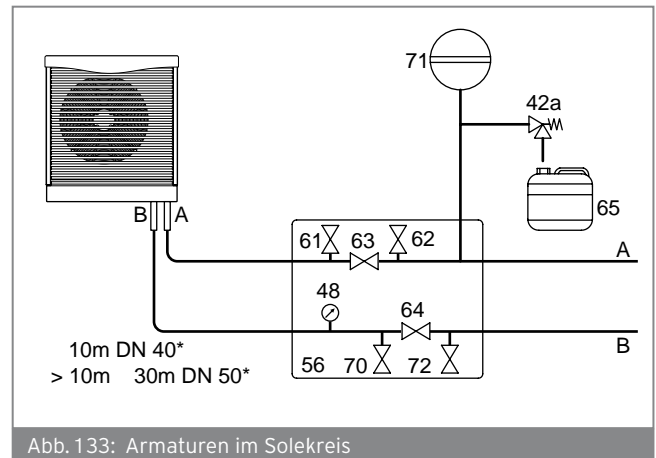 71
42a
65
B A
61 63 62
A
48
64
B
10m DN 40*
> 10m 30m DN 50*
56 70 72
Abb. 133: Armaturen im Solekreis